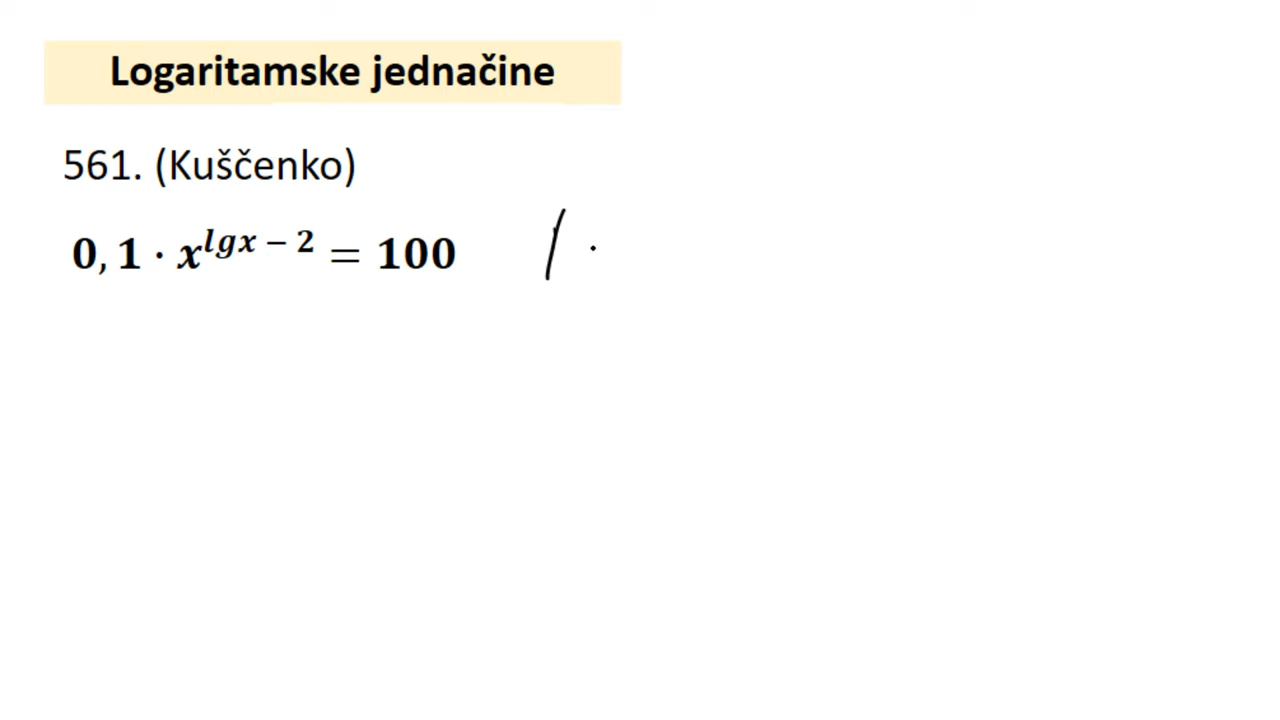 Logaritamske jednačine
561. (Kuščenko)
0,1 · x^{lgx − 2} = 100 / ·